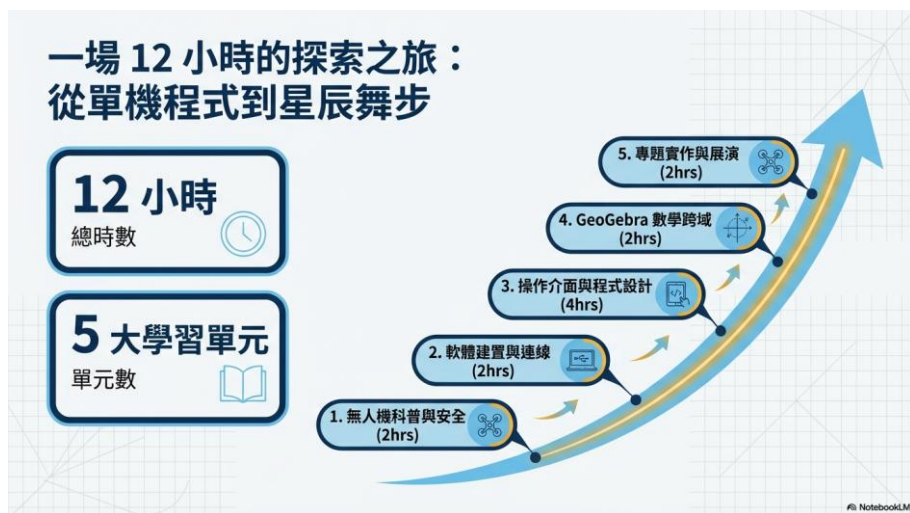 一場 12 小時的探索之旅：
從單機程式到星辰舞步
12 小時
總時數
5 大學習單元
單元數
5. 專題實作與展演
(2hrs)
4. GeoGebra 數學跨域
(2hrs)
3. 操作介面與程式設計
(4hrs)
2. 軟體建置與連線
(2hrs)
1. 無人機科普與安全
(2hrs)
NotebookLM